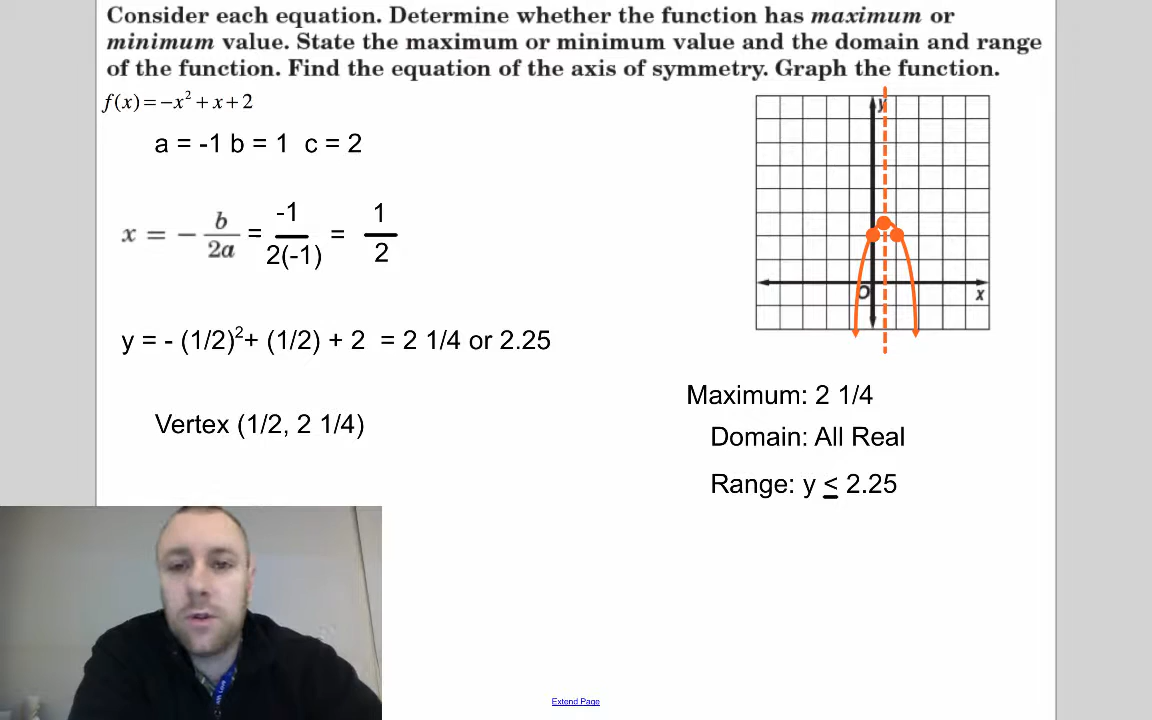 Consider each equation. Determine whether the function has maximum or
minimum value. State the maximum or minimum value and the domain and range
of the function. Find the equation of the axis of symmetry. Graph the function.
f(x) = −x² + x + 2
a = -1 b = 1 c = 2
x = − b/2a = -1/2(-1) = 1/2
y = - (1/2)²+ (1/2) + 2 = 2 1/4 or 2.25
Vertex (1/2, 2 1/4)
y
O
x
Maximum: 2 1/4
Domain: All Real
Range: y ≤ 2.25
Extend Page